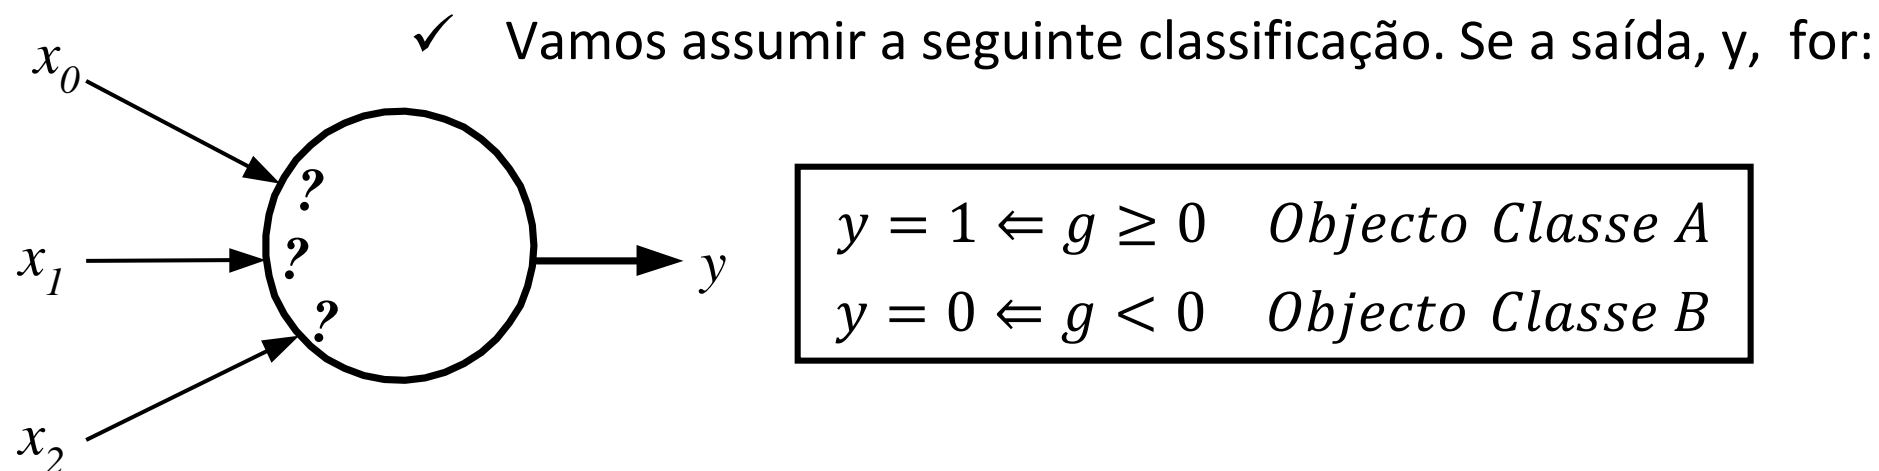 ✓ Vamos assumir a seguinte classificação. Se a saída, y, for:
x₀
?
y = 1 ⇐ g ≥ 0 Objecto Classe A
x₁
?
y
y = 0 ⇐ g < 0 Objecto Classe B
?
x₂